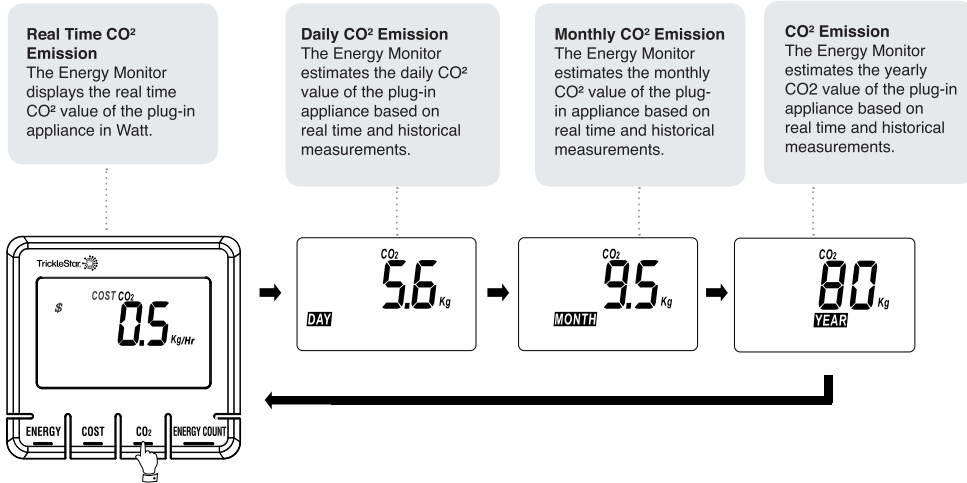 Real Time CO²
Emission
The Energy Monitor
displays the real time
CO² value of the plug-in
appliance in Watt.
Daily CO² Emission
The Energy Monitor
estimates the daily CO²
value of the plug-in
appliance based on
real time and historical
measurements.
Monthly CO² Emission
The Energy Monitor
estimates the monthly
CO² value of the plug-
in appliance based on
real time and historical
measurements.
CO² Emission
The Energy Monitor
estimates the yearly
CO2 value of the plug-in
appliance based on
real time and historical
measurements.
TrickleStar
COST CO₂
$ 0.5 Kg/Hr
ENERGY COST CO₂ ENERGY COUNT
CO₂
5.6 Kg
DAY
CO₂
9.5 Kg
MONTH
CO₂
80 Kg
YEAR